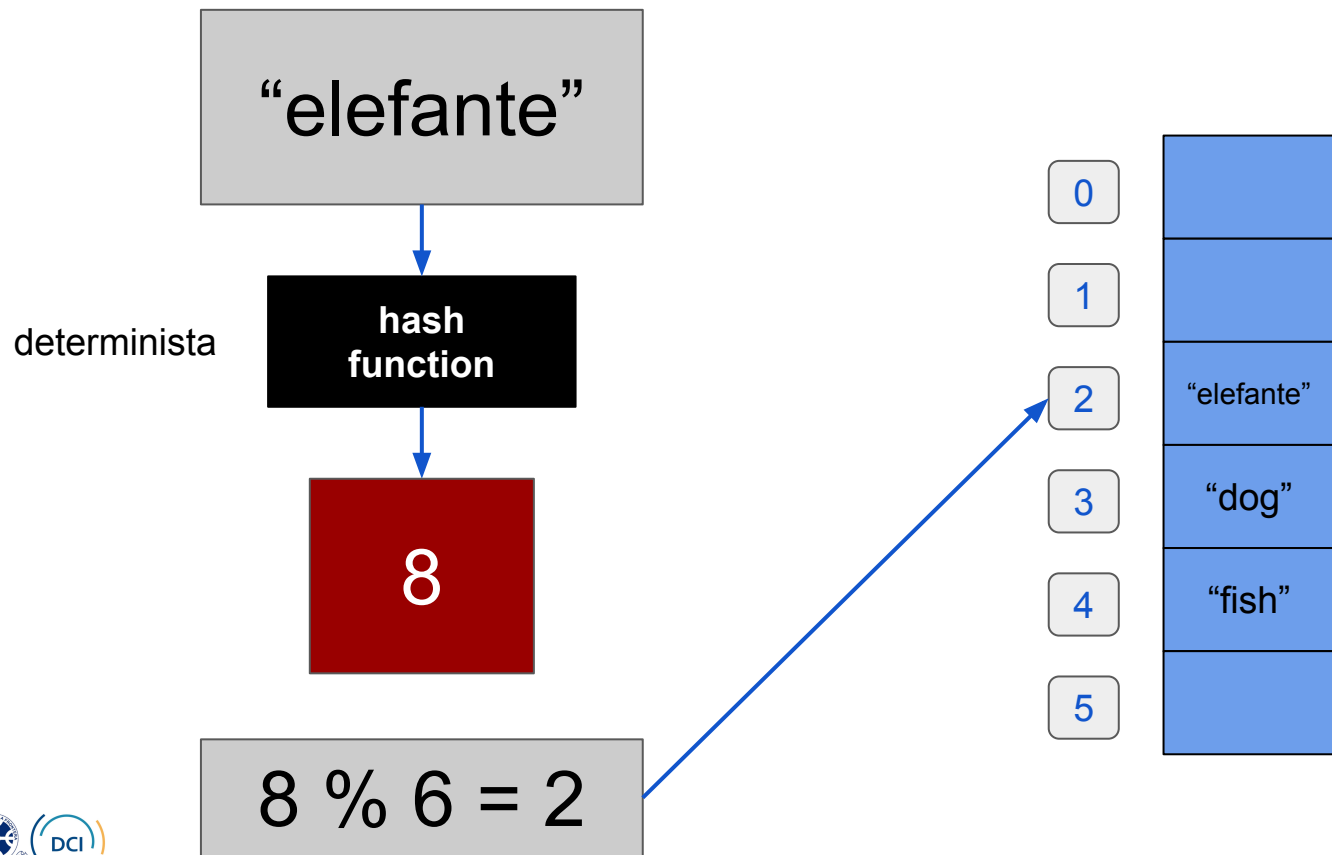 “elefante”
determinista
hash
function
8
8 % 6 = 2
0
1
2
“elefante”
3
“dog”
4
“fish”
5
DCI